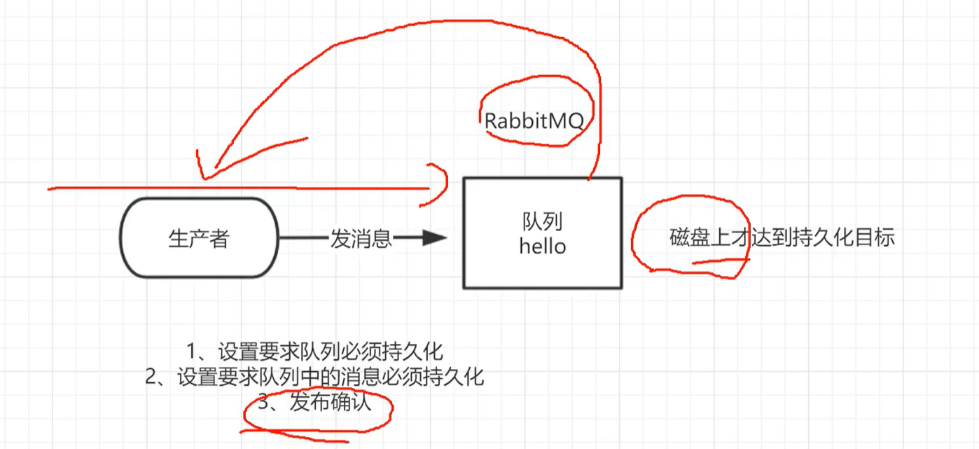 RabbitMQ
生产者
发消息
队列
hello
磁盘上才达到持久化目标
1、设置要求队列必须持久化
2、设置要求队列中的消息必须持久化
3、发布确认